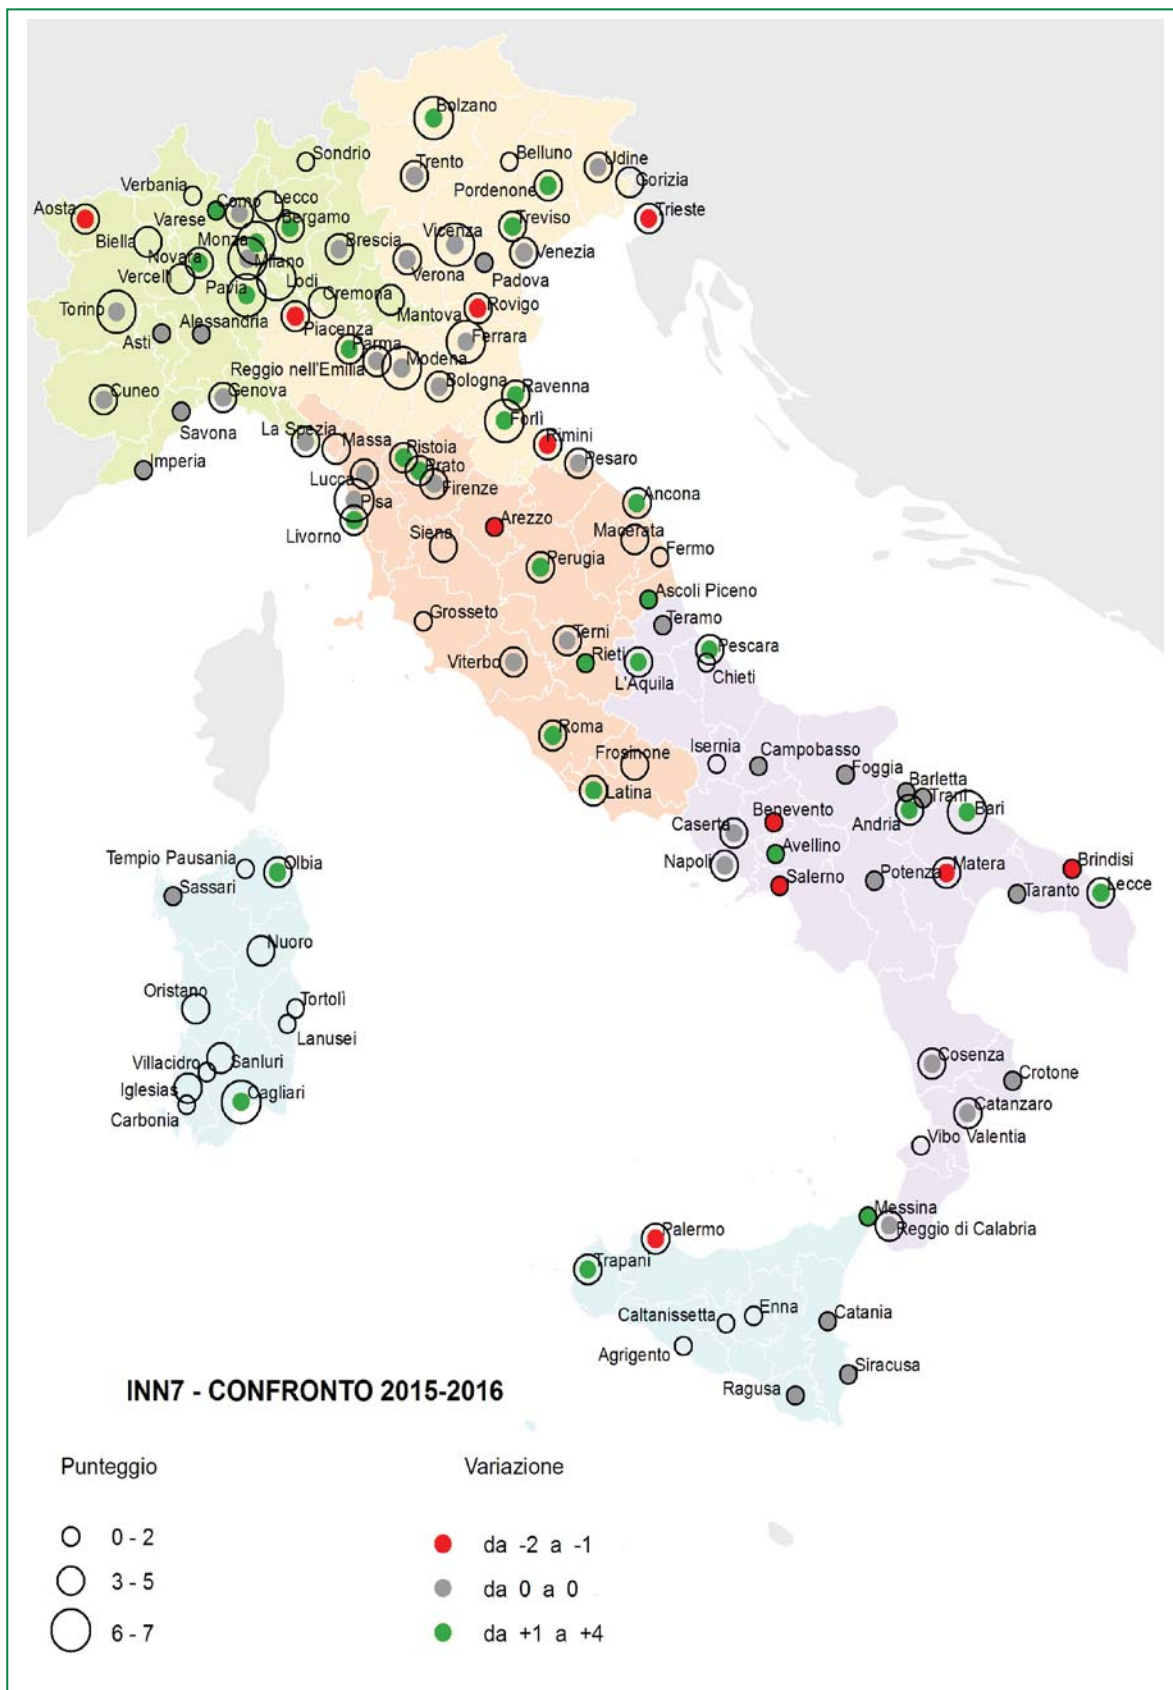 Bolzano
Sondrio
Belluno
Udine
Trento
Gorizia
Verbania
Pordenone
Lecco
Como
Aosta
Varese
Bergamo
Treviso
Trieste
Biella
Monza
Brescia
Vicenza
Venezia
Novara
Milano
Verona
Padova
Vercelli
Lodi
Pavia
Cremona
Torino
Mantova
Rovigo
Alessandria
Piacenza
Asti
Parma
Ferrara
Modena
Reggio nell'Emilia
Bologna
Cuneo
Genova
Ravenna
Savona
Forlì
La Spezia
Massa
Pistoia
Rimini
Imperia
Prato
Pesaro
Lucca
Firenze
Pisa
Ancona
Arezzo
Livorno
Siena
Macerata
Fermo
Perugia
Ascoli Piceno
Grosseto
Teramo
Terni
Pescara
Viterbo
Rieti
L'Aquila
Chieti
Roma
Frosinone
Isernia
Campobasso
Foggia
Latina
Barletta
Trani
Benevento
Bari
Caserta
Andria
Avellino
Napoli
Tempio Pausania
Olbia
Salerno
Potenza
Matera
Brindisi
Sassari
Taranto
Lecce
Nuoro
Oristano
Tortolì
Lanusei
Villacidro
Sanluri
Cosenza
Iglesias
Cagliari
Crotone
Carbonia
Catanzaro
Vibo Valentia
Messina
Palermo
Reggio di Calabria
Trapani
Caltanissetta
Enna
Catania
Agrigento
Siracusa
Ragusa
INN7 - CONFRONTO 2015-2016
Punteggio
Variazione
0 - 2
da -2 a -1
3 - 5
da 0 a 0
6 - 7
da +1 a +4